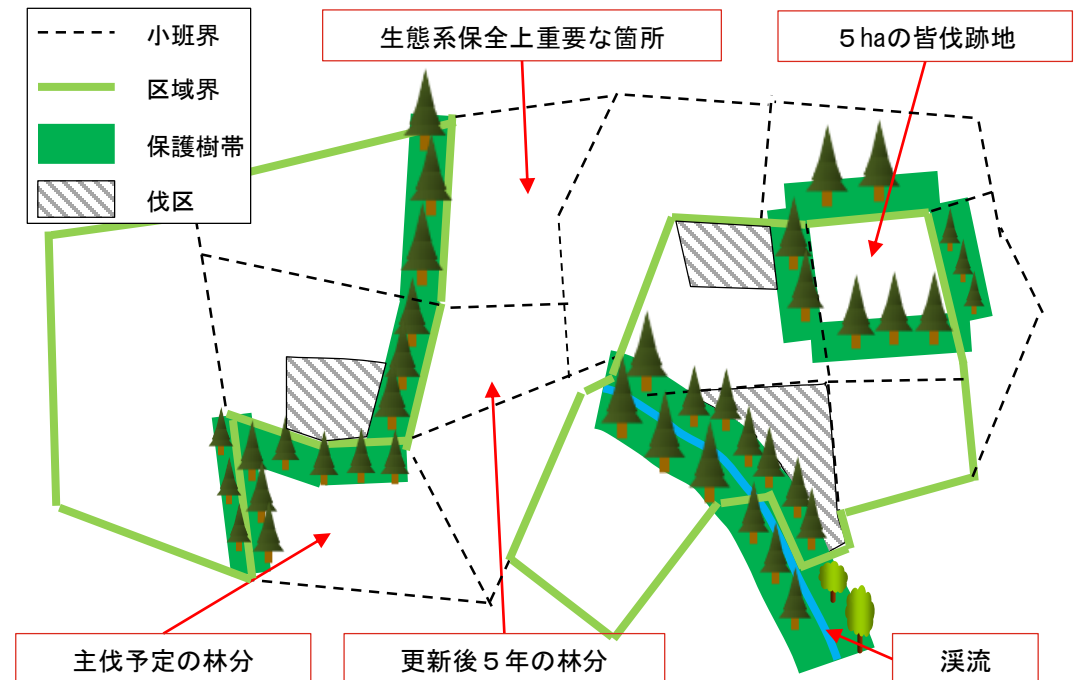 小班界
区域界
保護樹帯
伐区
生態系保全上重要な箇所
５haの皆伐跡地
主伐予定の林分
更新後５年の林分
渓流